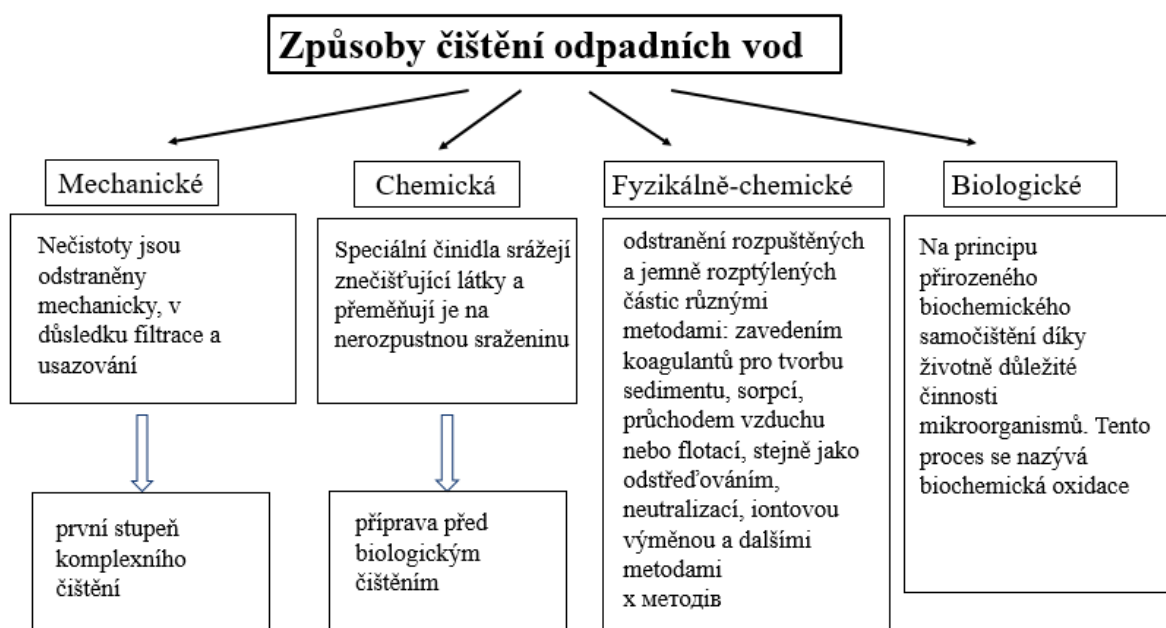 Způsoby čištění odpadních vod
Mechanické
Nečistoty jsou
odstraněny
mechanicky, v
důsledku filtrace a
usazování
první stupeň
komplexního
čištění
Chemická
Speciální činidla srážejí
znečišťující látky a
přeměňují je na
nerozpustnou sraženinu
příprava před
biologickým
čištěním
Fyzikálně-chemické
odstranění rozpuštěných
a jemně rozptýlených
částic různými
metodami: zavedením
koagulantů pro tvorbu
sedimentu, sorpcí,
průchodem vzduchu
nebo flotací, stejně jako
odstřeďováním,
neutralizací, iontovou
výměnou a dalšími
metodami
х методів
Biologické
Na principu
přirozeného
biochemického
samočištění díky
životně důležité
činnosti
mikroorganismů. Tento
proces se nazývá
biochemická oxidace